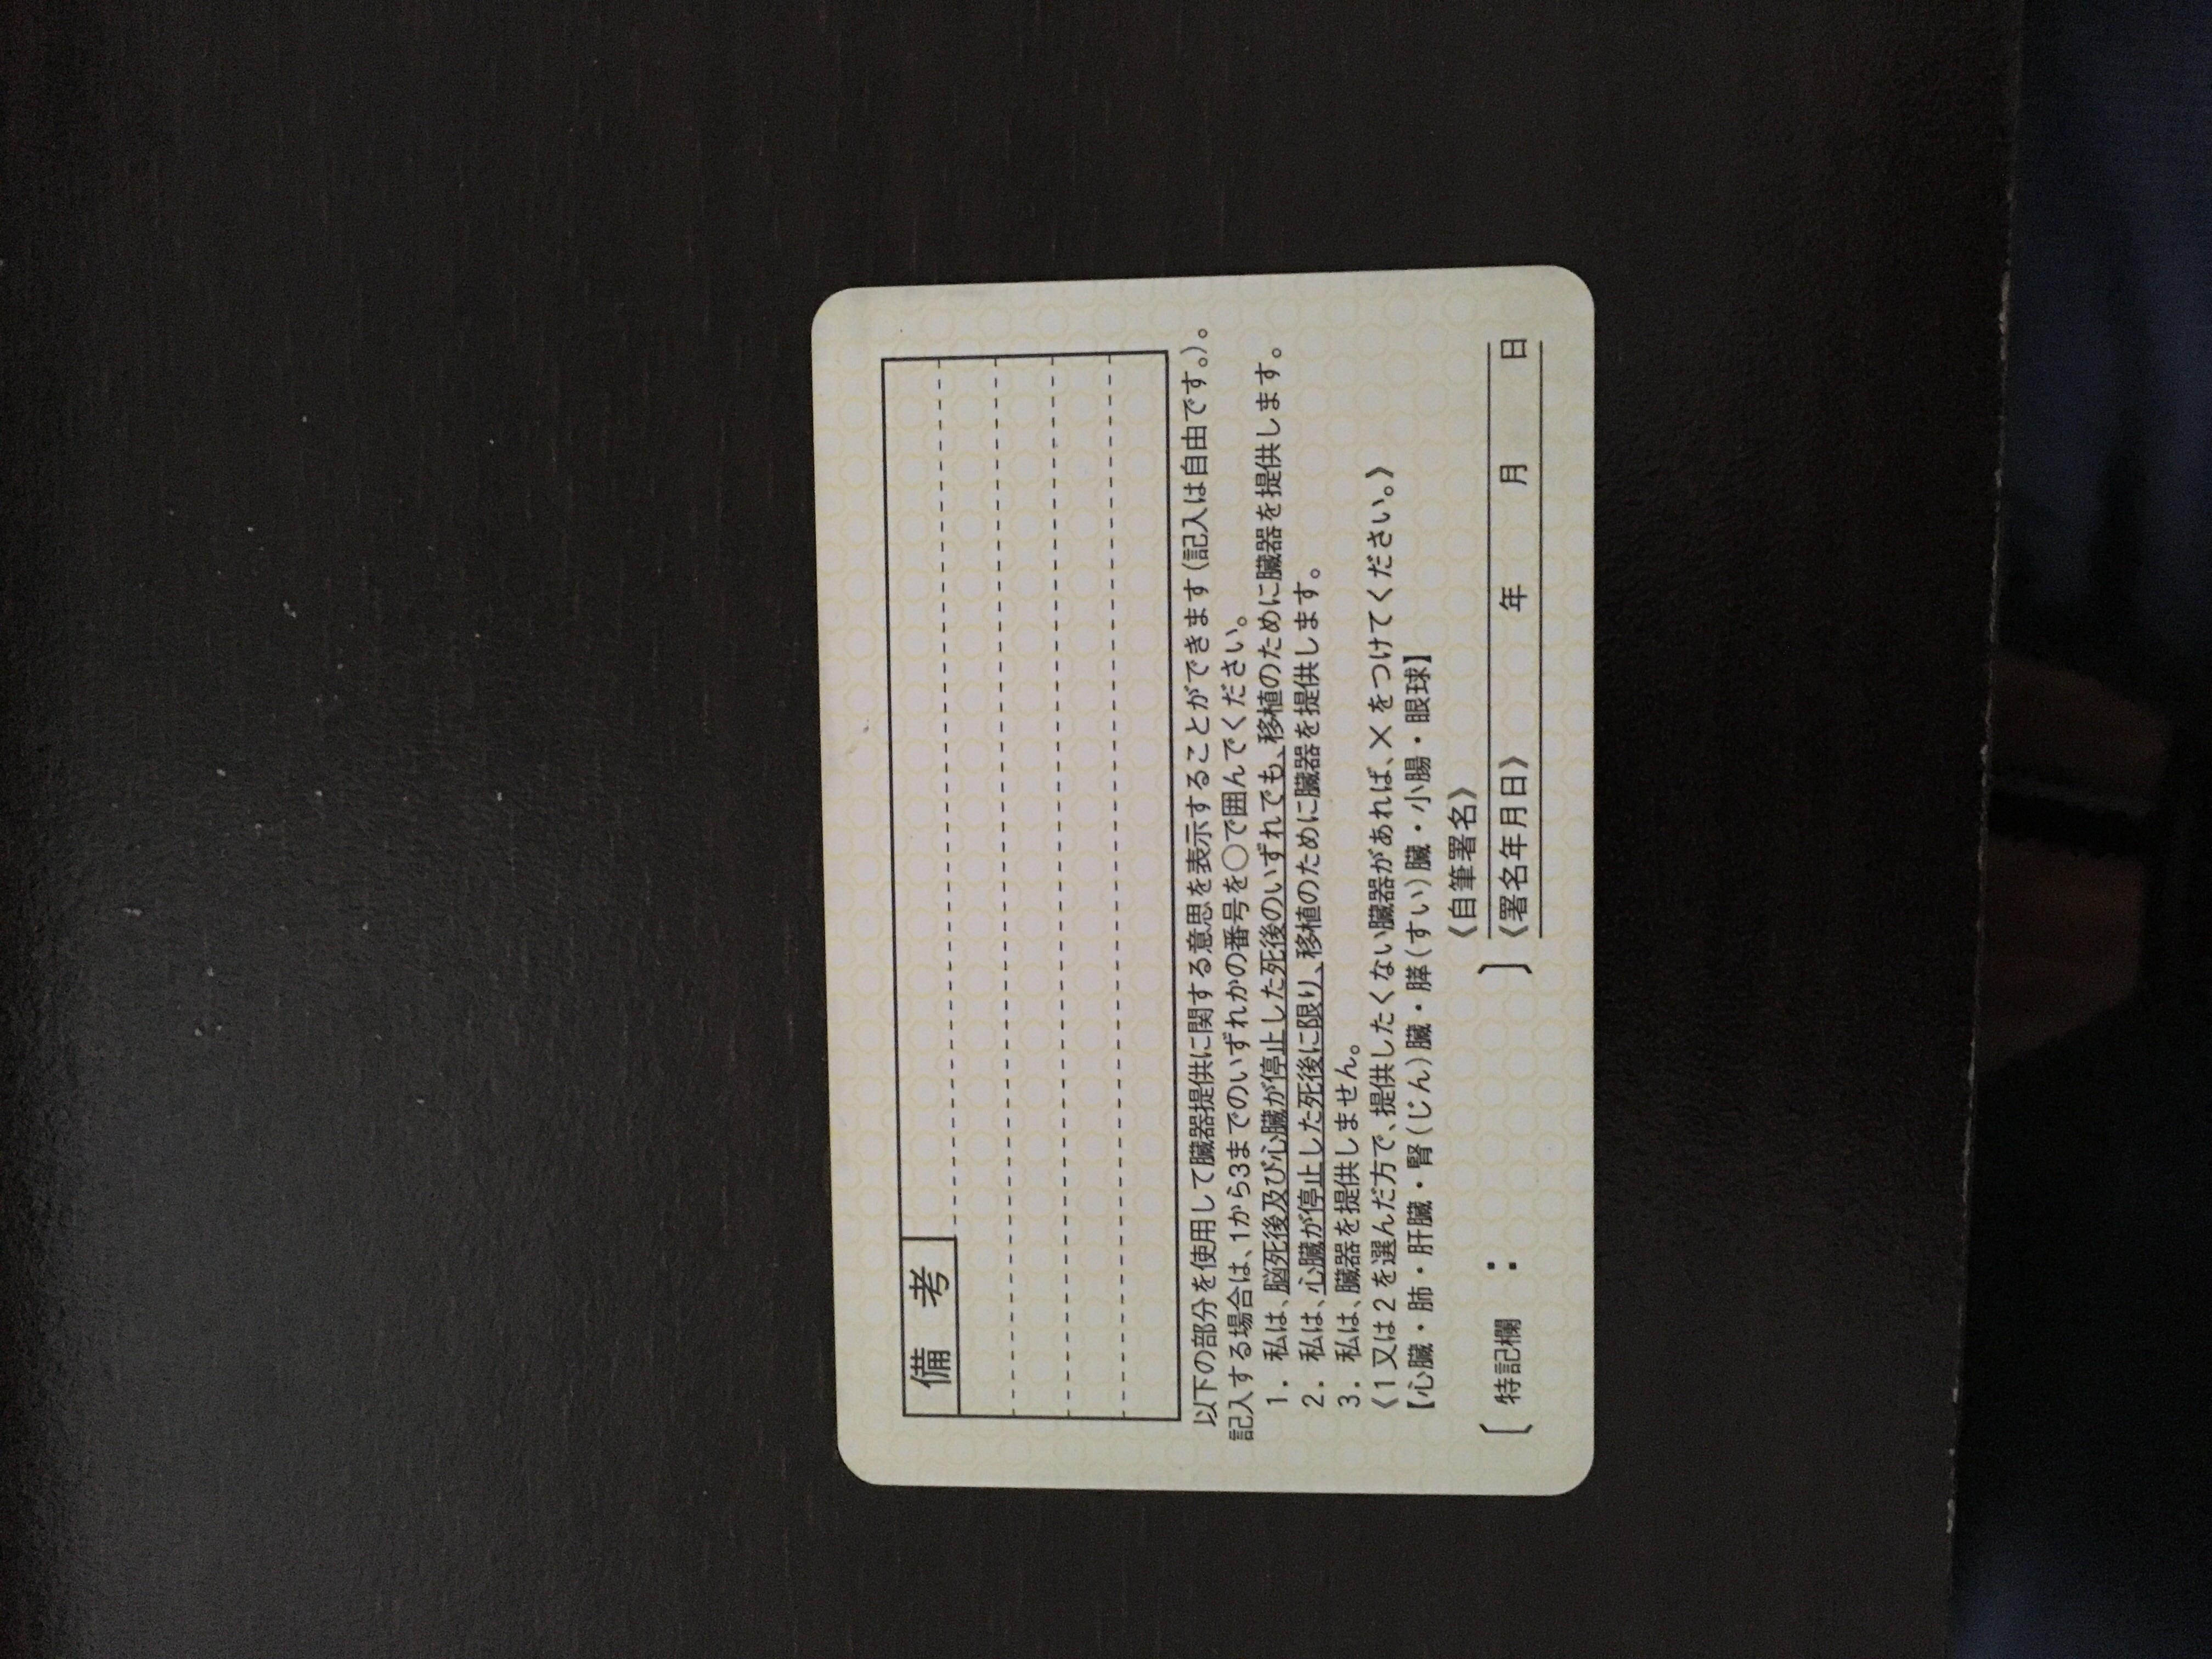 備 考
以下の部分を使用して臓器提供に関する意思を表示することができます(記入は自由です。)。
記入する場合は、1から3までのいずれかの番号を○で囲んでください。
1. 私は、脳死後及び心臓が停止した死後のいずれでも、移植のために臓器を提供します。
2. 私は、心臓が停止した死後に限り、移植のために臓器を提供します。
3. 私は、臓器を提供しません。
《1又は2を選んだ方で、提供したくない臓器があれば、×をつけてください。》
【心臓・肺・肝臓・腎(じん)臓・膵(すい)臓・小腸・眼球】
〔特記欄 : 〕
《自筆署名》
《署名年月日》 年 月 日